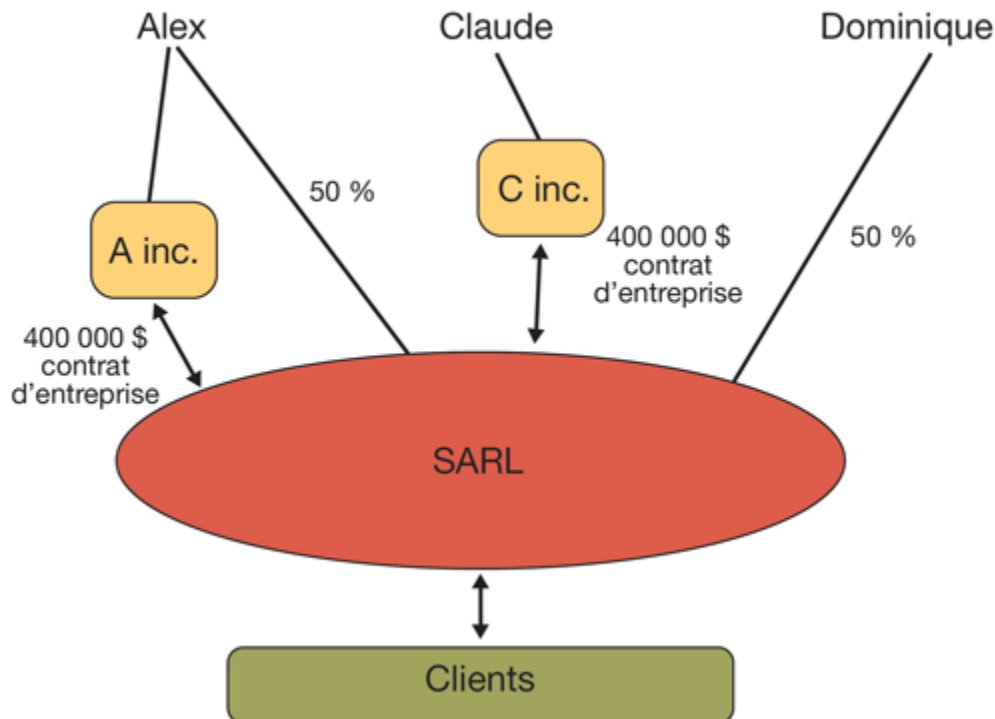 Alex
Claude
Dominique
50 %
C inc.
A inc.
400 000 $
contrat
d'entreprise
50 %
400 000 $
contrat
d'entreprise
SARL
Clients